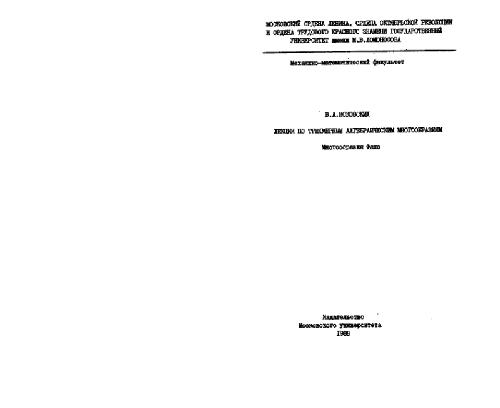 МОСКОВСКИЙ ОРДЕНА ЛЕНИНА, ОРДЕНА ОКТЯБРЬСКОЙ РЕВОЛЮЦИИ
И ОРДЕНА ТРУДОВОГО КРАСНОГО ЗНАМЕНИ ГОСУДАРСТВЕННЫЙ
УНИВЕРСИТЕТ имени М.В.ЛОМОНОСОВА
Механико-математический факультет
В.А.ИСКОВСКИХ
ЛЕКЦИИ ПО ТРЕХМЕРНЫМ АЛГЕБРАИЧЕСКИМ МНОГООБРАЗИЯМ
Многообразия Фано
Издательство
Московского университета
1988